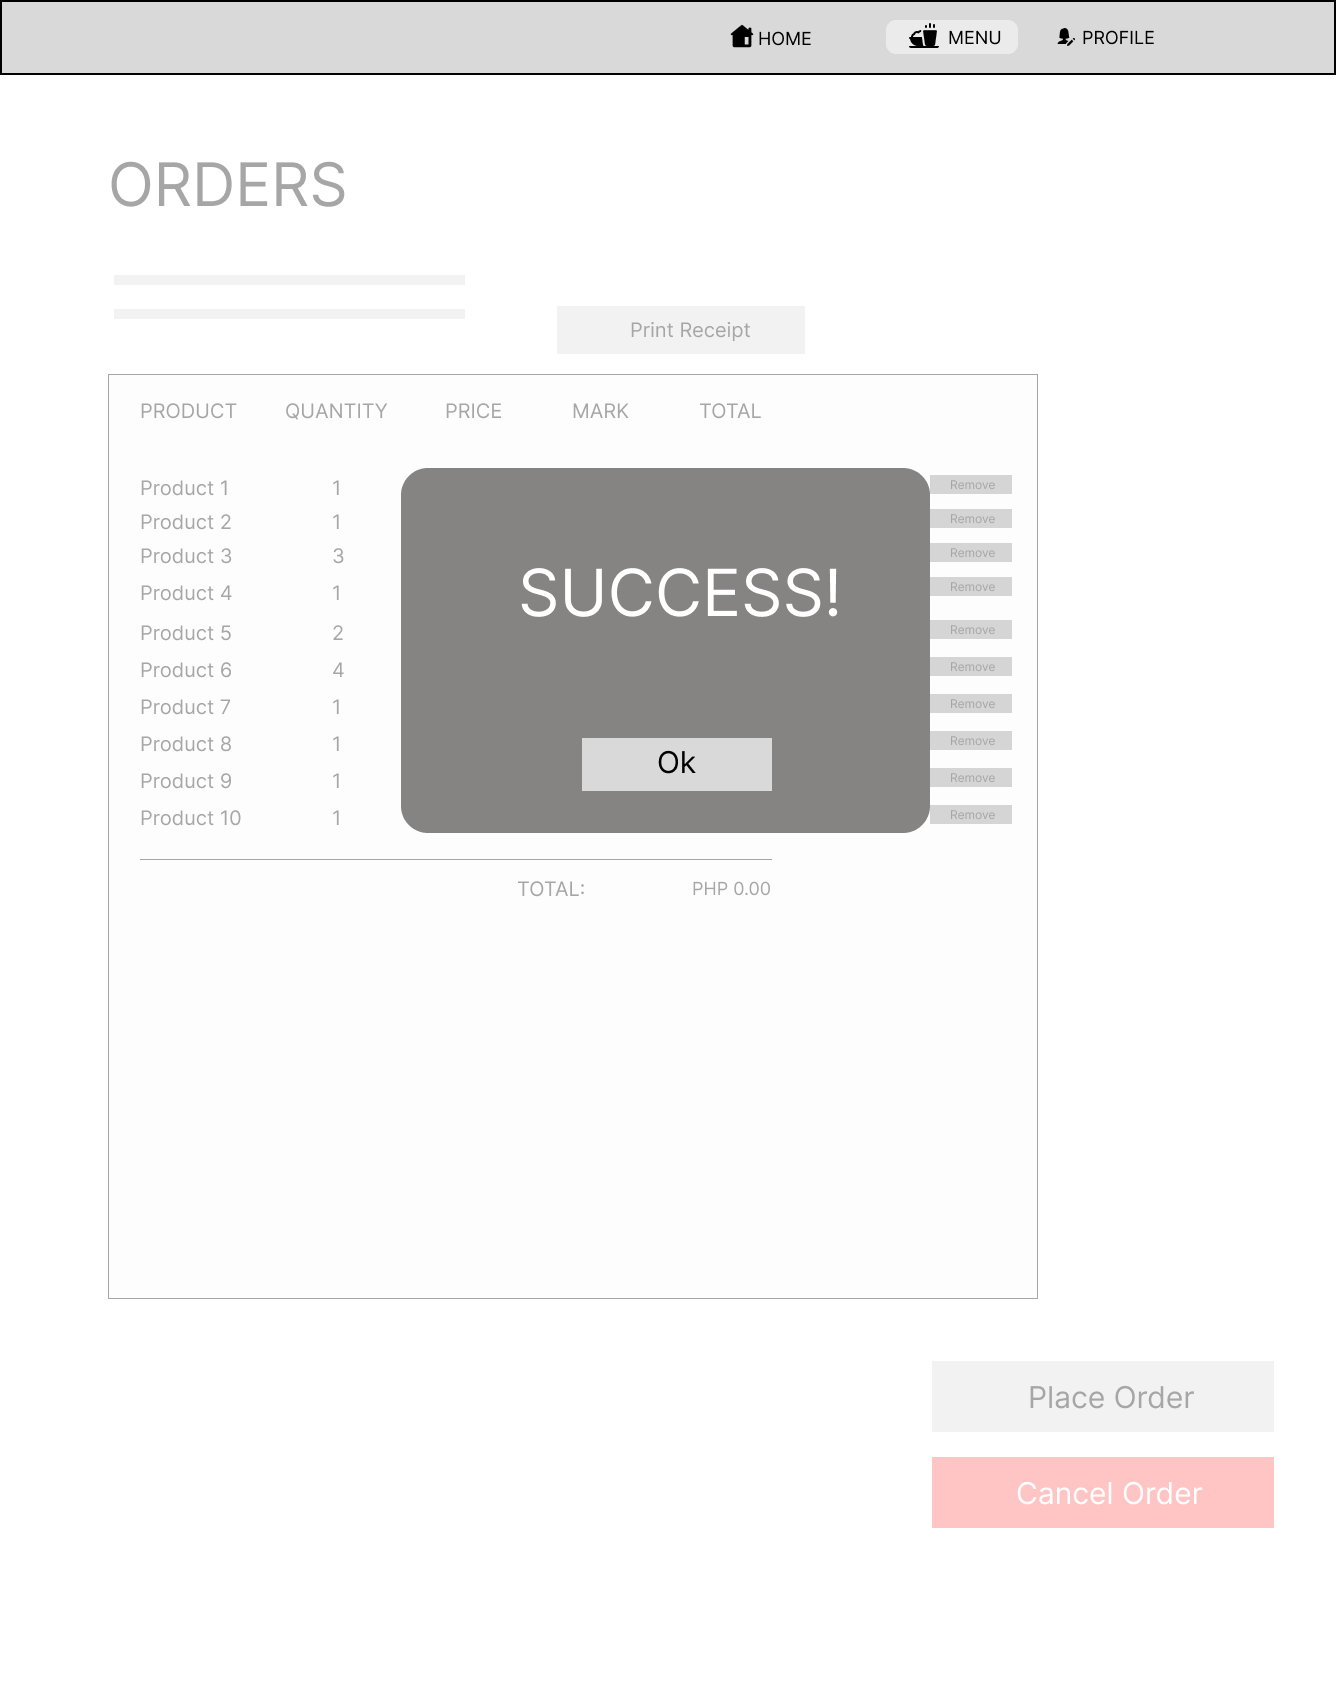 HOME MENU PROFILE
ORDERS
Print Receipt
PRODUCT QUANTITY PRICE MARK TOTAL
Product 1 1 Remove
Product 2 1 Remove
Product 3 3 Remove
SUCCESS!
Product 4 1 Remove
Product 5 2 Remove
Product 6 4 Remove
Product 7 1 Remove
Product 8 1 Remove
Ok
Product 9 1 Remove
Product 10 1 Remove
TOTAL: PHP 0.00
Place Order
Cancel Order